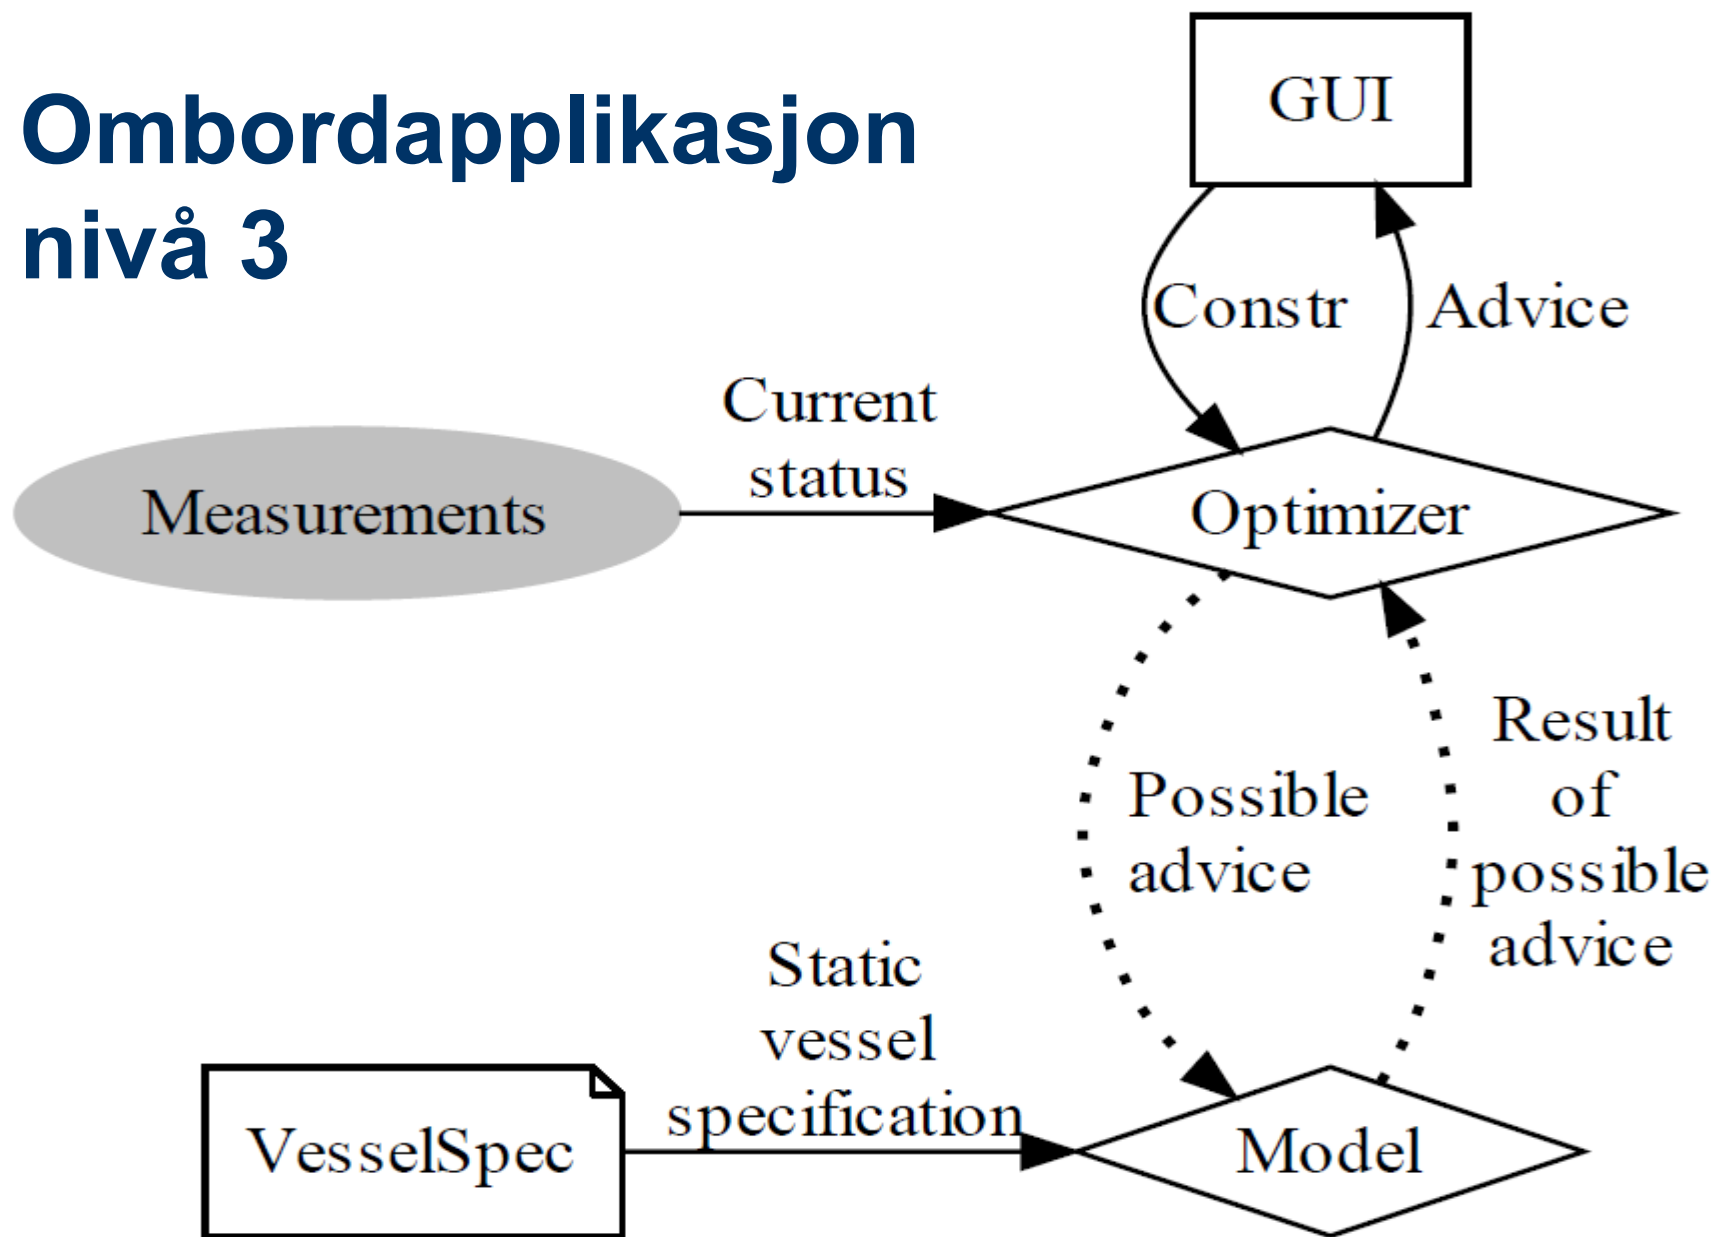 Ombordapplikasjon
nivå 3
GUI
Constr
Advice
Current
status
Measurements
Optimizer
Possible
advice
Result
of
possible
advice
Static
vessel
specification
VesselSpec
Model